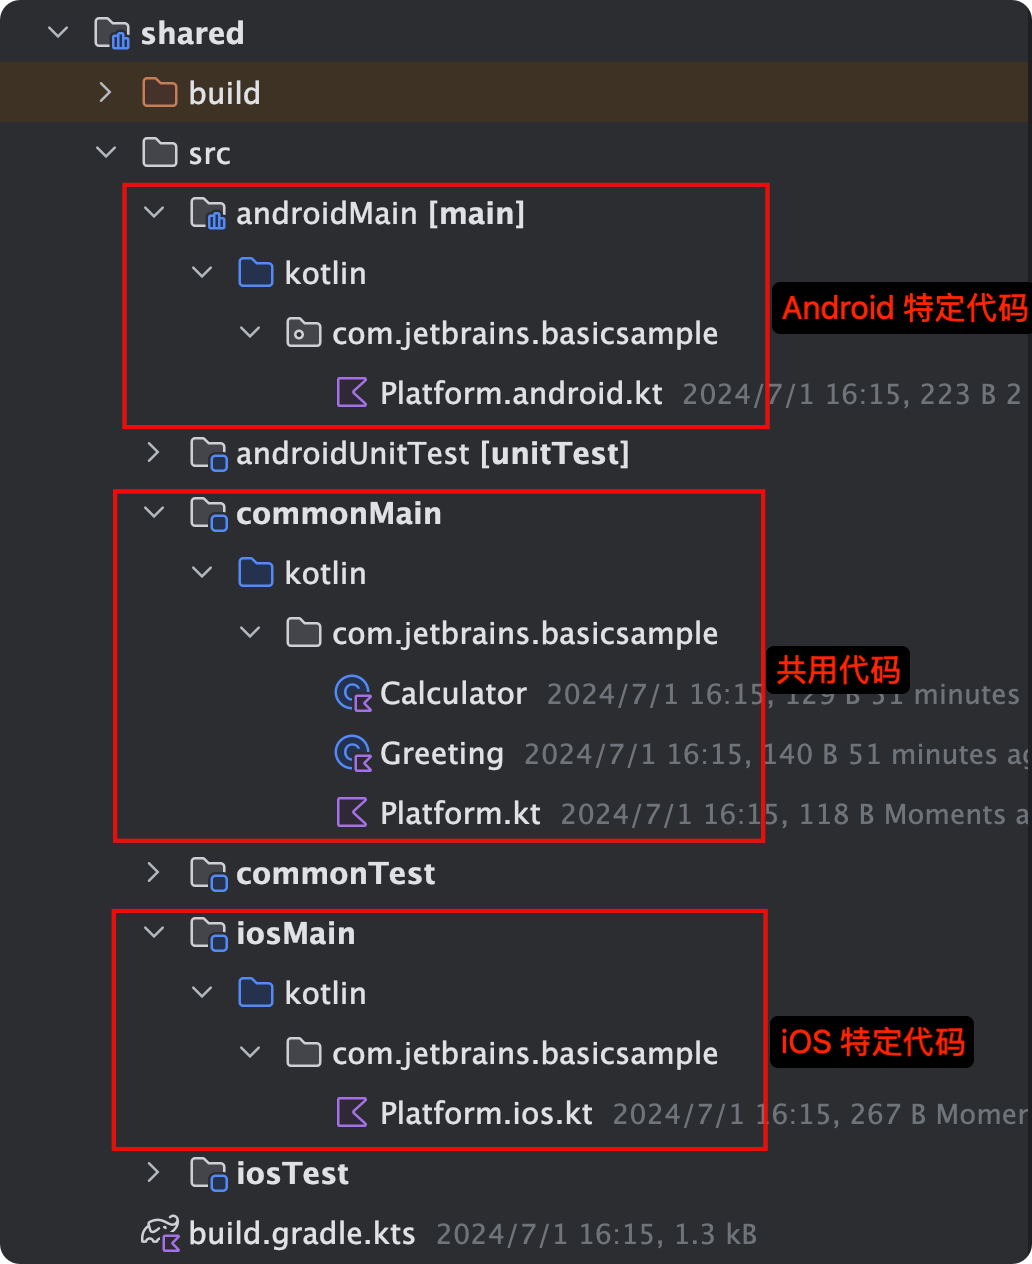 shared
build
src
androidMain [main]
kotlin
Android 特定代码
com.jetbrains.basicsample
Platform.android.kt 2024/7/1 16:15, 223 B 2
androidUnitTest [unitTest]
commonMain
kotlin
com.jetbrains.basicsample
共用代码
Calculator 2024/7/1 16:15, 129 B 51 minutes
Greeting 2024/7/1 16:15, 140 B 51 minutes ag
Platform.kt 2024/7/1 16:15, 118 B Moments a
commonTest
iosMain
kotlin
com.jetbrains.basicsample
iOS 特定代码
Platform.ios.kt 2024/7/1 16:15, 267 B Momen
iosTest
build.gradle.kts 2024/7/1 16:15, 1.3 kB